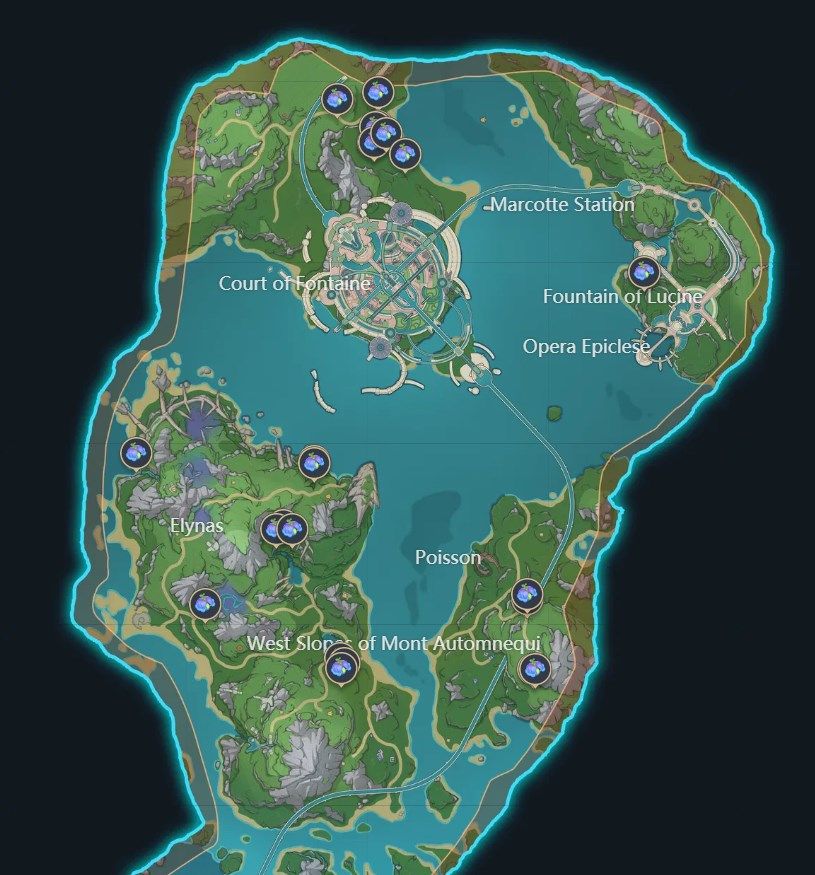 Marcotte Station
Court of Fontaine
Fountain of Lucine
Opera Epiclese
Elynas
Poisson
West Slopes of Mont Automnequi